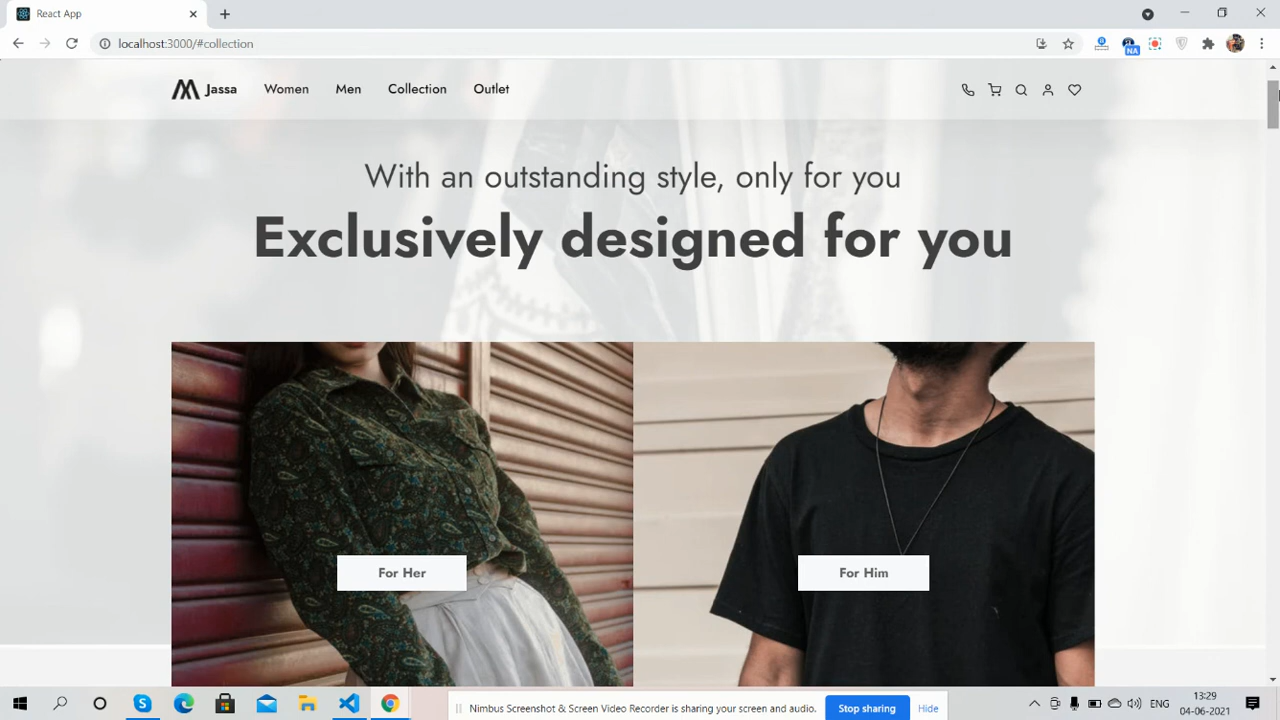 React App
localhost:3000/#collection
NA
Jassa Women Men Collection Outlet
With an outstanding style, only for you
Exclusively designed for you
For Her
For Him
Nimbus Screenshot & Screen Video Recorder is sharing your screen and audio. Stop sharing Hide
ENG
13:29
04-06-2021